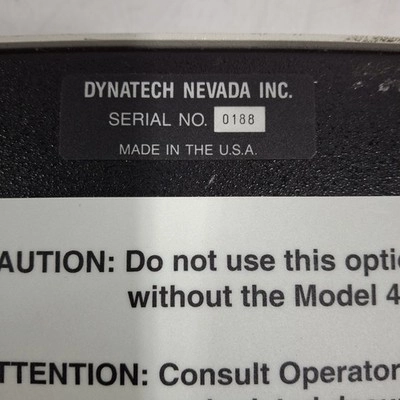 DYNATECH NEVADA INC.
SERIAL NO. 0188
MADE IN THE U.S.A.
AUTION: Do not use this optio
without the Model 4
TTENTION: Consult Operator